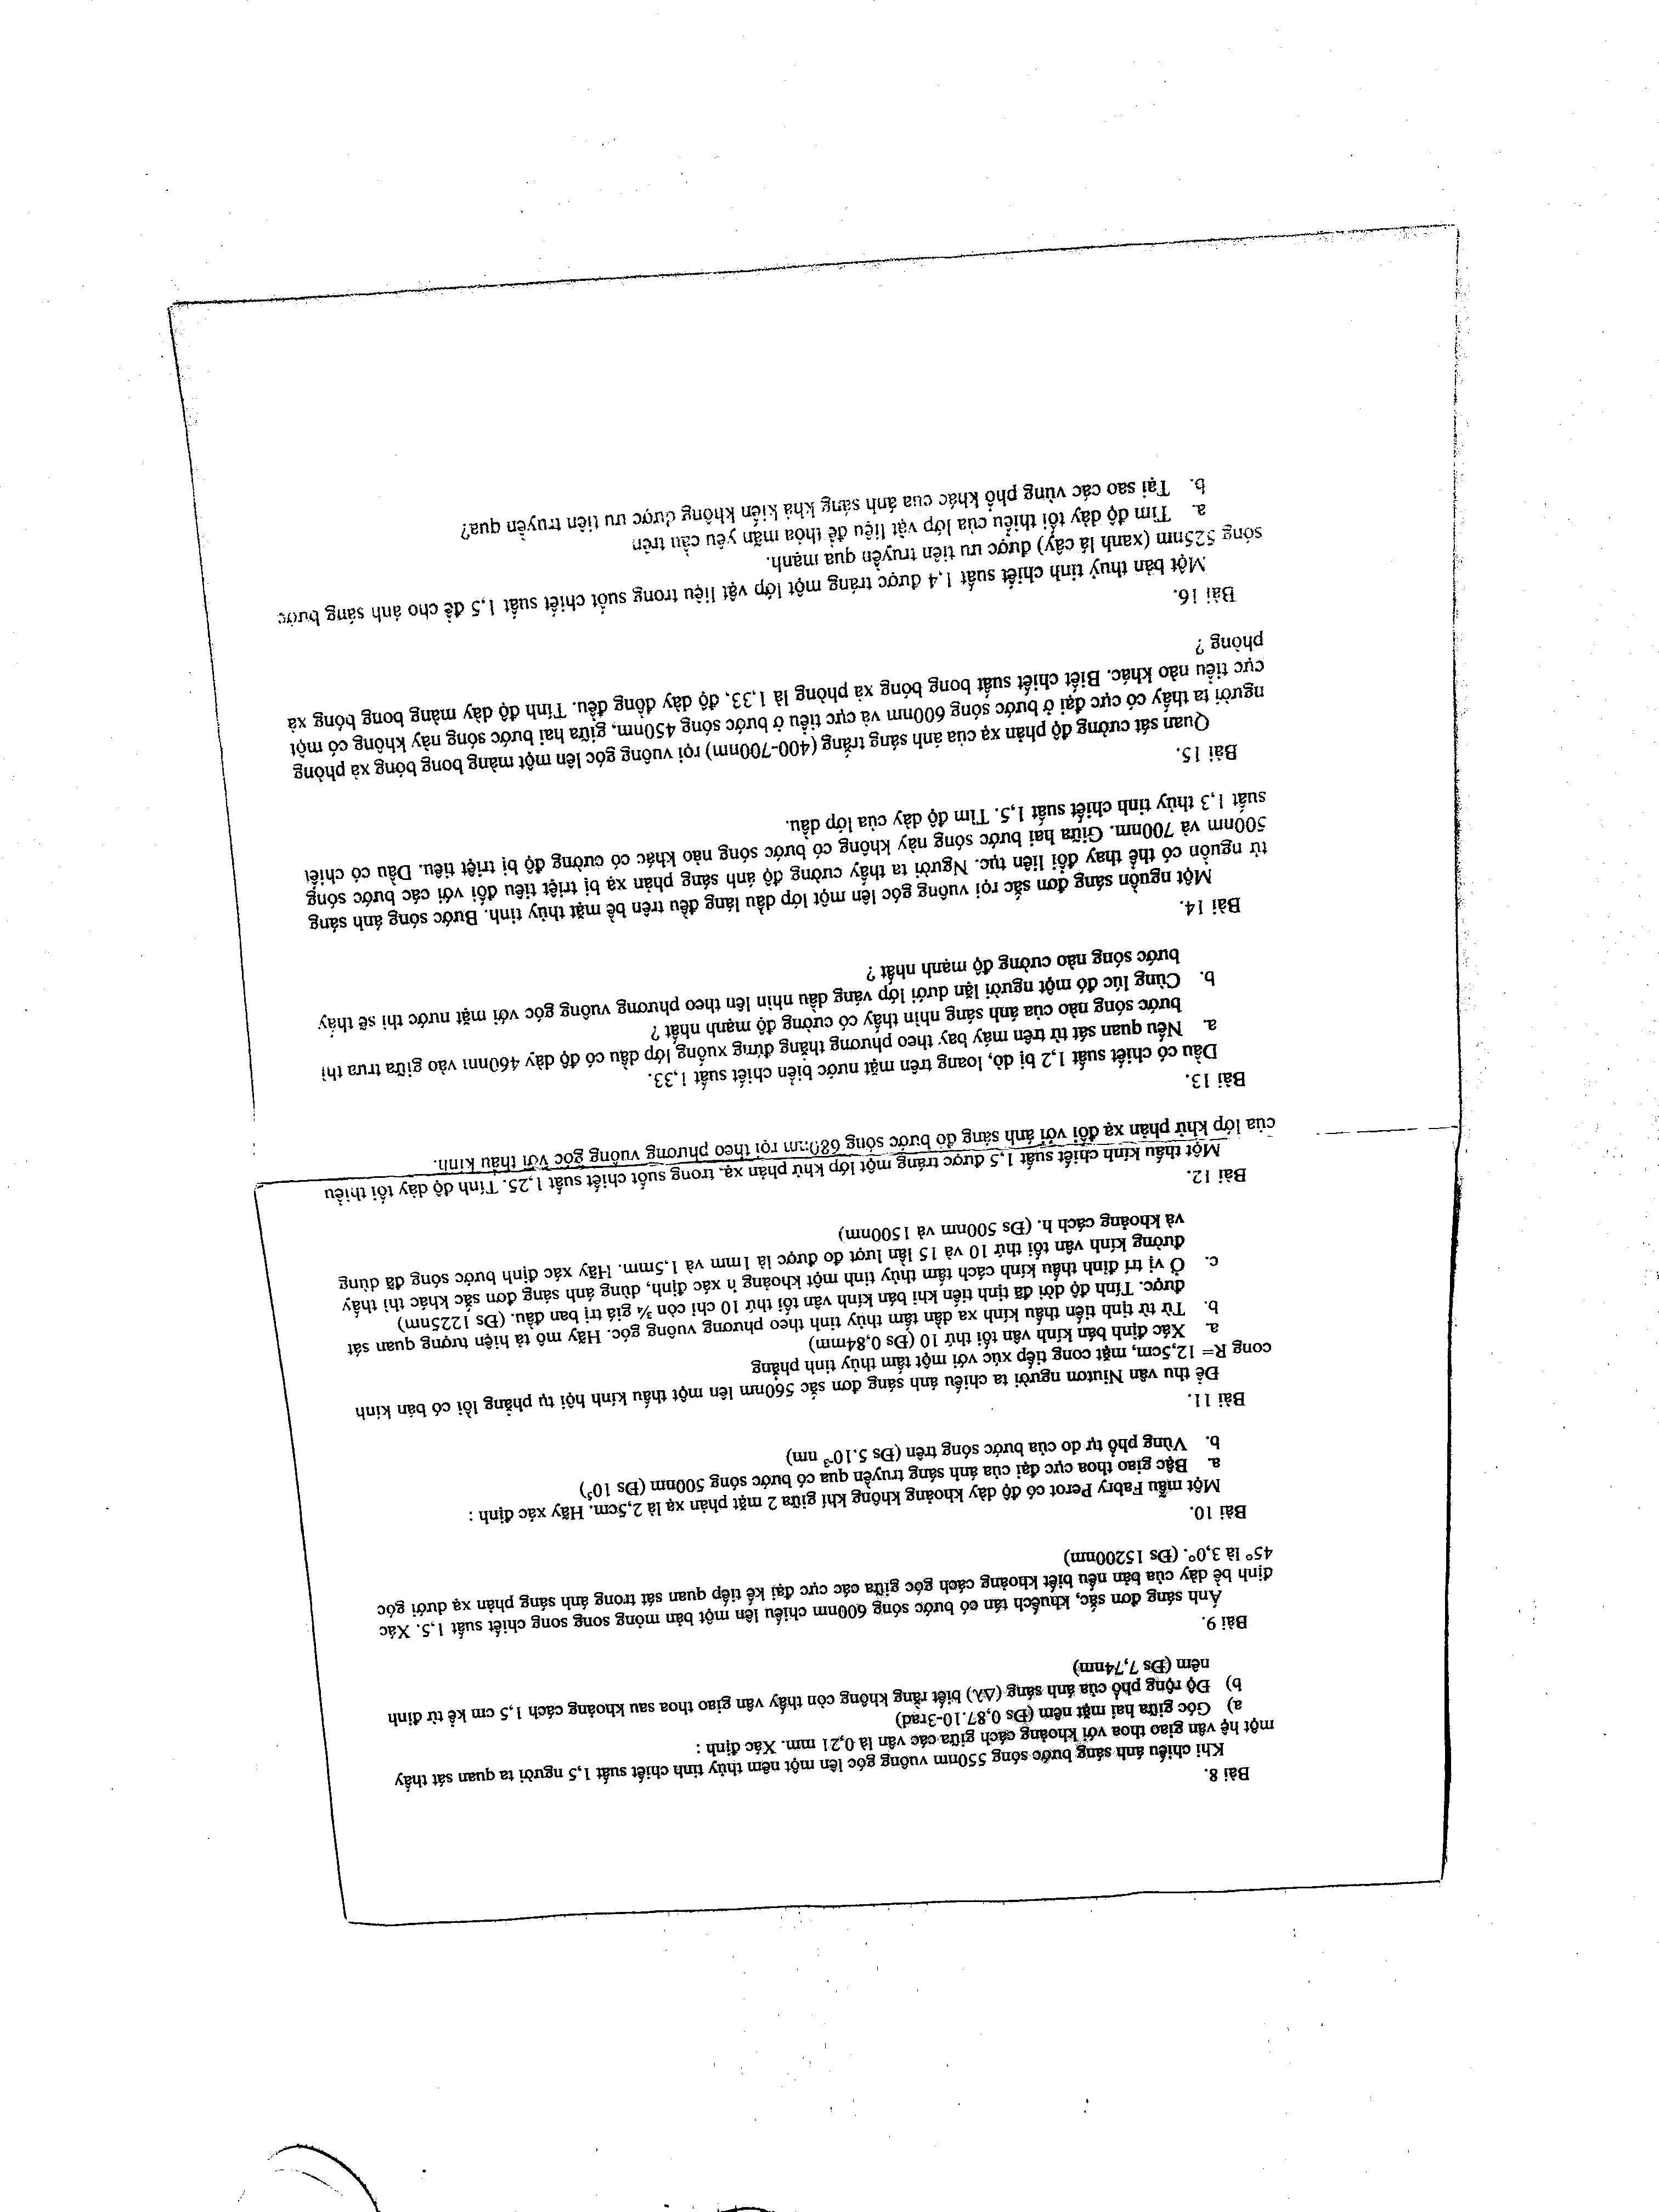 Bài 8.
Khi chiếu ánh sáng bước sóng 550nm vuông góc lên một nêm thủy tinh chiết suất 1,5 người ta quan sát thấy
một hệ vân giao thoa với khoảng cách giữa các vân là 0,21 mm. Xác định :
a) Góc giữa hai mặt nêm (Đs 0,87.10-3rad)
b) Độ rộng phổ của ánh sáng (Δλ) biết rằng không còn thấy vân giao thoa sau khoảng cách 1,5 cm kể từ đỉnh
nêm (Đs 7,74nm)
Bài 9.
Ánh sáng đơn sắc, khuếch tán có bước sóng 600nm chiếu lên một bản mỏng song song chiết suất 1,5. Xác
định bề dày của bản nếu biết khoảng cách góc giữa các cực đại kế tiếp quan sát trong ánh sáng phản xạ dưới góc
45° là 3,0°. (Đs 15200nm)
Bài 10.
Một mẫu Fabry Perot có độ dày khoảng không khí giữa 2 mặt phản xạ là 2,5cm. Hãy xác định :
a. Bậc giao thoa cực đại của ánh sáng truyền qua có bước sóng 500nm (Đs 10⁵)
b. Vùng phổ tự do của bước sóng trên (Đs 5.10⁻³ nm)
Bài 11.
Để thu vân Niuton người ta chiếu ánh sáng đơn sắc 560nm lên một thấu kính hội tụ phẳng lồi có bán kính
cong R= 12,5cm, mặt cong tiếp xúc với một tấm thủy tinh phẳng
a. Xác định bán kính vân tối thứ 10 (Đs 0,84mm)
b. Từ từ tịnh tiến thấu kính xa dần tấm thủy tinh theo phương vuông góc. Hãy mô tả hiện tượng quan sát
được. Tính độ dời đã tịnh tiến khi bán kính vân tối thứ 10 chỉ còn ¾ giá trị ban đầu. (Đs 1225nm)
c. Ở vị trí đỉnh thấu kính cách tấm thủy tinh một khoảng h xác định, dùng ánh sáng đơn sắc khác thì thấy
đường kính vân tối thứ 10 và 15 lần lượt đo được là 1mm và 1,5mm. Hãy xác định bước sóng đã dùng
và khoảng cách h. (Đs 500nm và 1500nm)
Bài 12.
Một thấu kính chiết suất 1,5 được tráng một lớp khử phản xạ, trong suốt chiết suất 1,25. Tính độ dày tối thiểu
của lớp khử phản xạ đối với ánh sáng đỏ bước sóng 680nm rọi theo phương vuông góc với thấu kính.
Bài 13.
Dầu có chiết suất 1,2 bị dò, loang trên mặt nước biển chiết suất 1,33.
a. Nếu quan sát từ trên máy bay theo phương thẳng đứng xuống lớp dầu có độ dày 460nm vào giữa trưa thì
bước sóng nào của ánh sáng nhìn thấy có cường độ mạnh nhất ?
b. Cùng lúc đó một người lặn dưới lớp váng dầu nhìn lên theo phương vuông góc với mặt nước thì sẽ thấy
bước sóng nào cường độ mạnh nhất ?
Bài 14.
Một nguồn sáng đơn sắc rọi vuông góc lên một lớp dầu láng đều trên bề mặt thủy tinh. Bước sóng ánh sáng
từ nguồn có thể thay đổi liên tục. Người ta thấy cường độ ánh sáng phản xạ bị triệt tiêu đối với các bước sóng
500nm và 700nm. Giữa hai bước sóng này không có bước sóng nào khác có cường độ bị triệt tiêu. Dầu có chiết
suất 1,3 thủy tinh chiết suất 1,5. Tìm độ dày của lớp dầu.
Bài 15.
Quan sát cường độ phản xạ của ánh sáng trắng (400-700nm) rọi vuông góc lên một màng bong bóng xà phòng
người ta thấy có cực đại ở bước sóng 600nm và cực tiểu ở bước sóng 450nm, giữa hai bước sóng này không có một
cực tiểu nào khác. Biết chiết suất bong bóng xà phòng là 1,33, độ dày đồng đều. Tính độ dày màng bong bóng xà
phòng ?
Bài 16.
Một bản thuỷ tinh chiết suất 1,4 được tráng một lớp vật liệu trong suốt chiết suất 1,5 để cho ánh sáng bước
sóng 525nm (xanh lá cây) được ưu tiên truyền qua mạnh.
a. Tìm độ dày tối thiểu của lớp vật liệu để thỏa mãn yêu cầu trên
b. Tại sao các vùng phổ khác của ánh sáng khả kiến không được ưu tiên truyền qua?